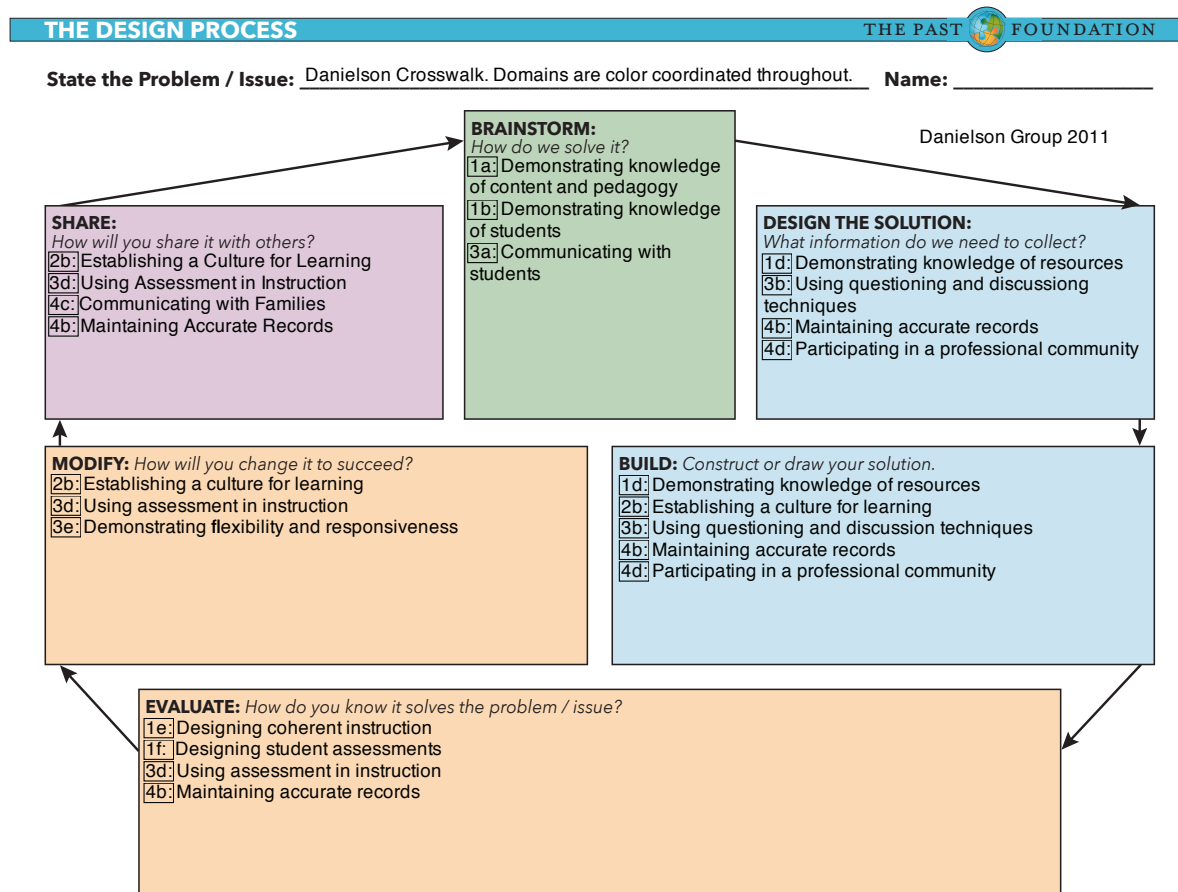 THE DESIGN PROCESS
THE PAST FOUNDATION
State the Problem / Issue: Danielson Crosswalk. Domains are color coordinated throughout. Name:
Danielson Group 2011
BRAINSTORM:
How do we solve it?
1a: Demonstrating knowledge
of content and pedagogy
1b: Demonstrating knowledge
of students
3a: Communicating with
students
SHARE:
How will you share it with others?
2b: Establishing a Culture for Learning
3d: Using Assessment in Instruction
4c: Communicating with Families
4b: Maintaining Accurate Records
DESIGN THE SOLUTION:
What information do we need to collect?
1d: Demonstrating knowledge of resources
3b: Using questioning and discussiong
techniques
4b: Maintaining accurate records
4d: Participating in a professional community
MODIFY: How will you change it to succeed?
2b: Establishing a culture for learning
3d: Using assessment in instruction
3e: Demonstrating flexibility and responsiveness
BUILD: Construct or draw your solution.
1d: Demonstrating knowledge of resources
2b: Establishing a culture for learning
3b: Using questioning and discussion techniques
4b: Maintaining accurate records
4d: Participating in a professional community
EVALUATE: How do you know it solves the problem / issue?
1e: Designing coherent instruction
1f: Designing student assessments
3d: Using assessment in instruction
4b: Maintaining accurate records